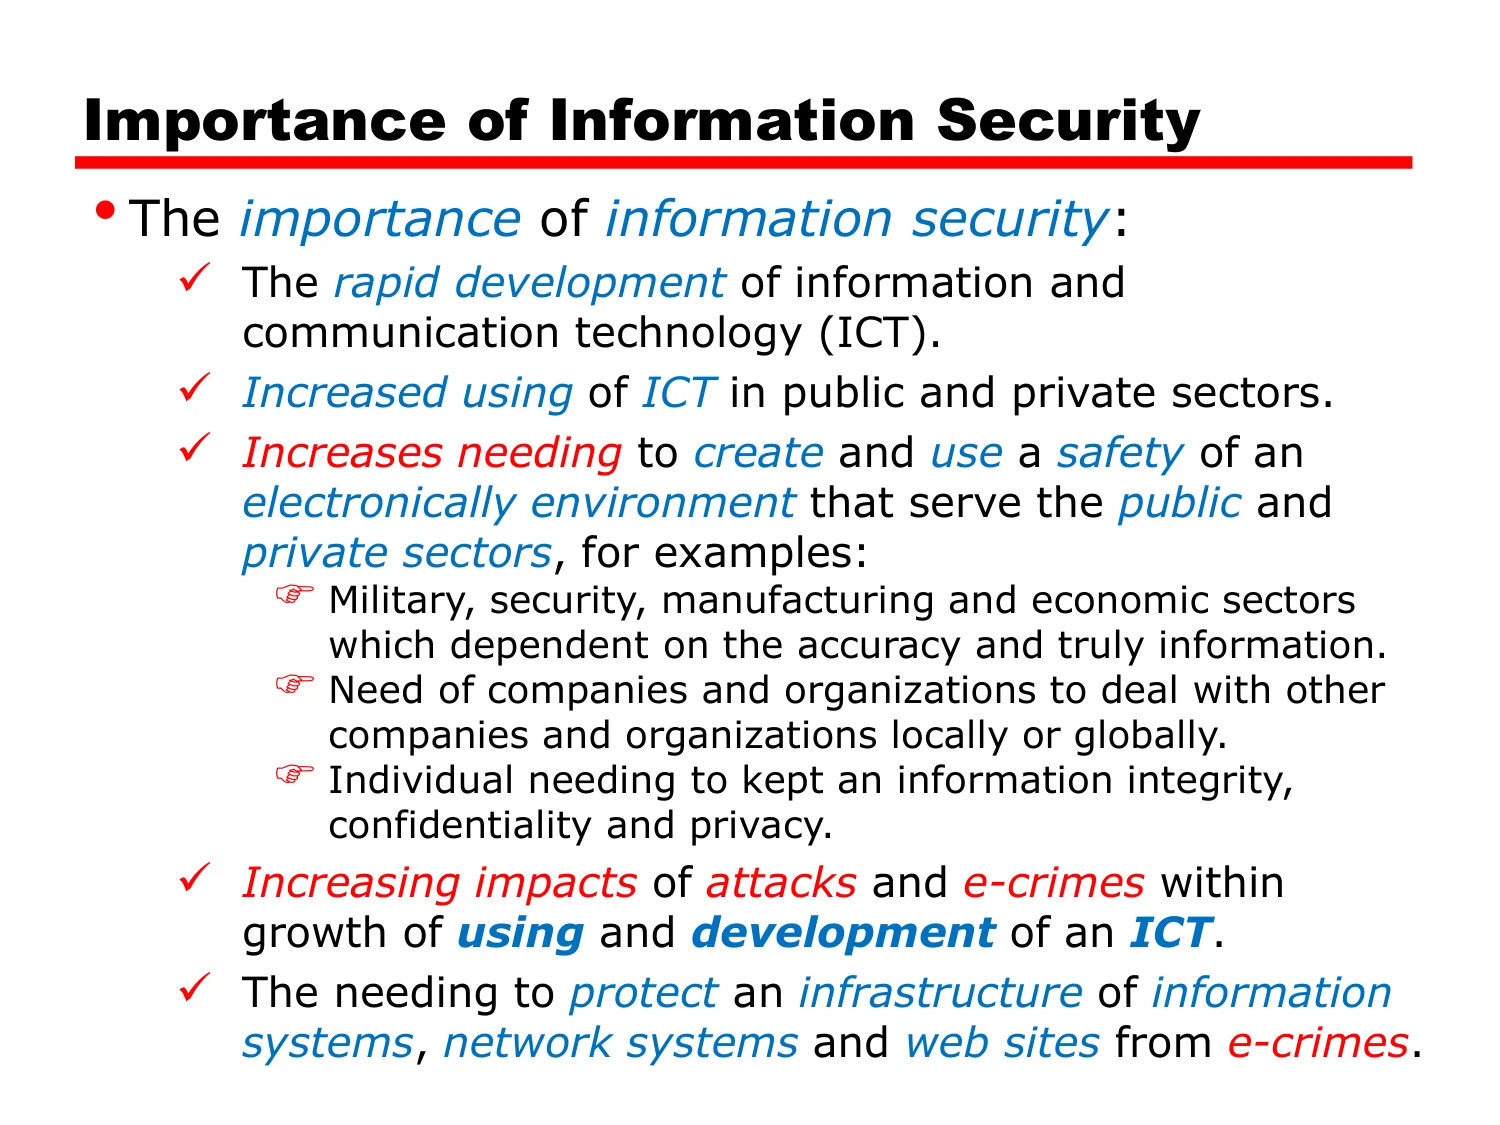 Importance of Information Security
• The importance of information security:
✓ The rapid development of information and
communication technology (ICT).
✓ Increased using of ICT in public and private sectors.
✓ Increases needing to create and use a safety of an
electronically environment that serve the public and
private sectors, for examples:
☞ Military, security, manufacturing and economic sectors
which dependent on the accuracy and truly information.
☞ Need of companies and organizations to deal with other
companies and organizations locally or globally.
☞ Individual needing to kept an information integrity,
confidentiality and privacy.
✓ Increasing impacts of attacks and e-crimes within
growth of using and development of an ICT.
✓ The needing to protect an infrastructure of information
systems, network systems and web sites from e-crimes.